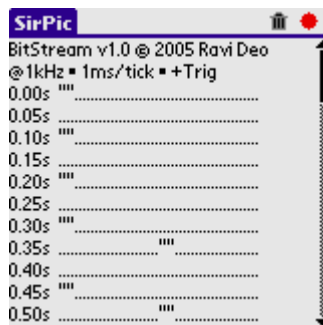 SirPic
BitStream v1.0 © 2005 Ravi Deo
@1kHz ▪ 1ms/tick ▪ +Trig
0.00s """"..................................................
0.05s ......................................................
0.10s """"..................................................
0.15s ......................................................
0.20s """"..................................................
0.25s ......................................................
0.30s """"..................................................
0.35s ..........................."""".......................
0.40s ......................................................
0.45s """"..................................................
0.50s ..........................."""".......................